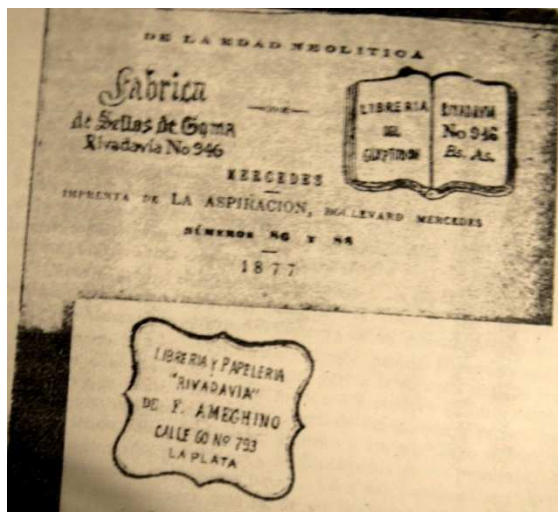 DE LA EDAD NEOLITICA
Fabrica
de Sellos de Goma
Rivadavia No 946
LIBRERIA
DEL
GLYPTODON
RIVADAVIA
No 946
Bs. As.
MERCEDES
IMPRENTA DE LA ASPIRACION, BOULEVARD MERCEDES
NÚMEROS 86 Y 88
1877
LIBRERIA Y PAPELERIA
"RIVADAVIA"
DE F. AMEGHINO
CALLE 60 Nº 793
LA PLATA